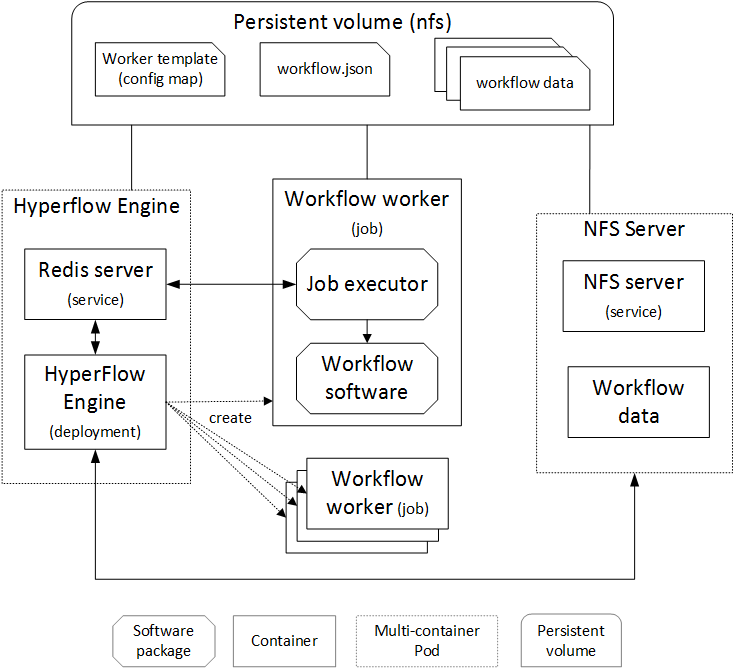 Persistent volume (nfs)
Worker template
(config map)
workflow.json
workflow data
Hyperflow Engine
Redis server
(service)
HyperFlow
Engine
(deployment)
Workflow worker
(job)
Job executor
Workflow
software
create
Workflow
worker (job)
NFS Server
NFS server
(service)
Workflow
data
Software
package
Container
Multi-container
Pod
Persistent
volume